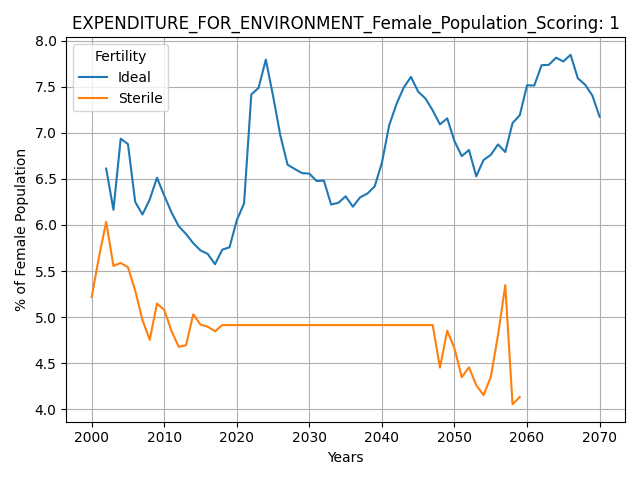 EXPENDITURE_FOR_ENVIRONMENT_Female_Population_Scoring: 1
Fertility
Ideal
Sterile
% of Female Population
8.0
7.5
7.0
6.5
6.0
5.5
5.0
4.5
4.0
2000 2010 2020 2030 2040 2050 2060 2070
Years